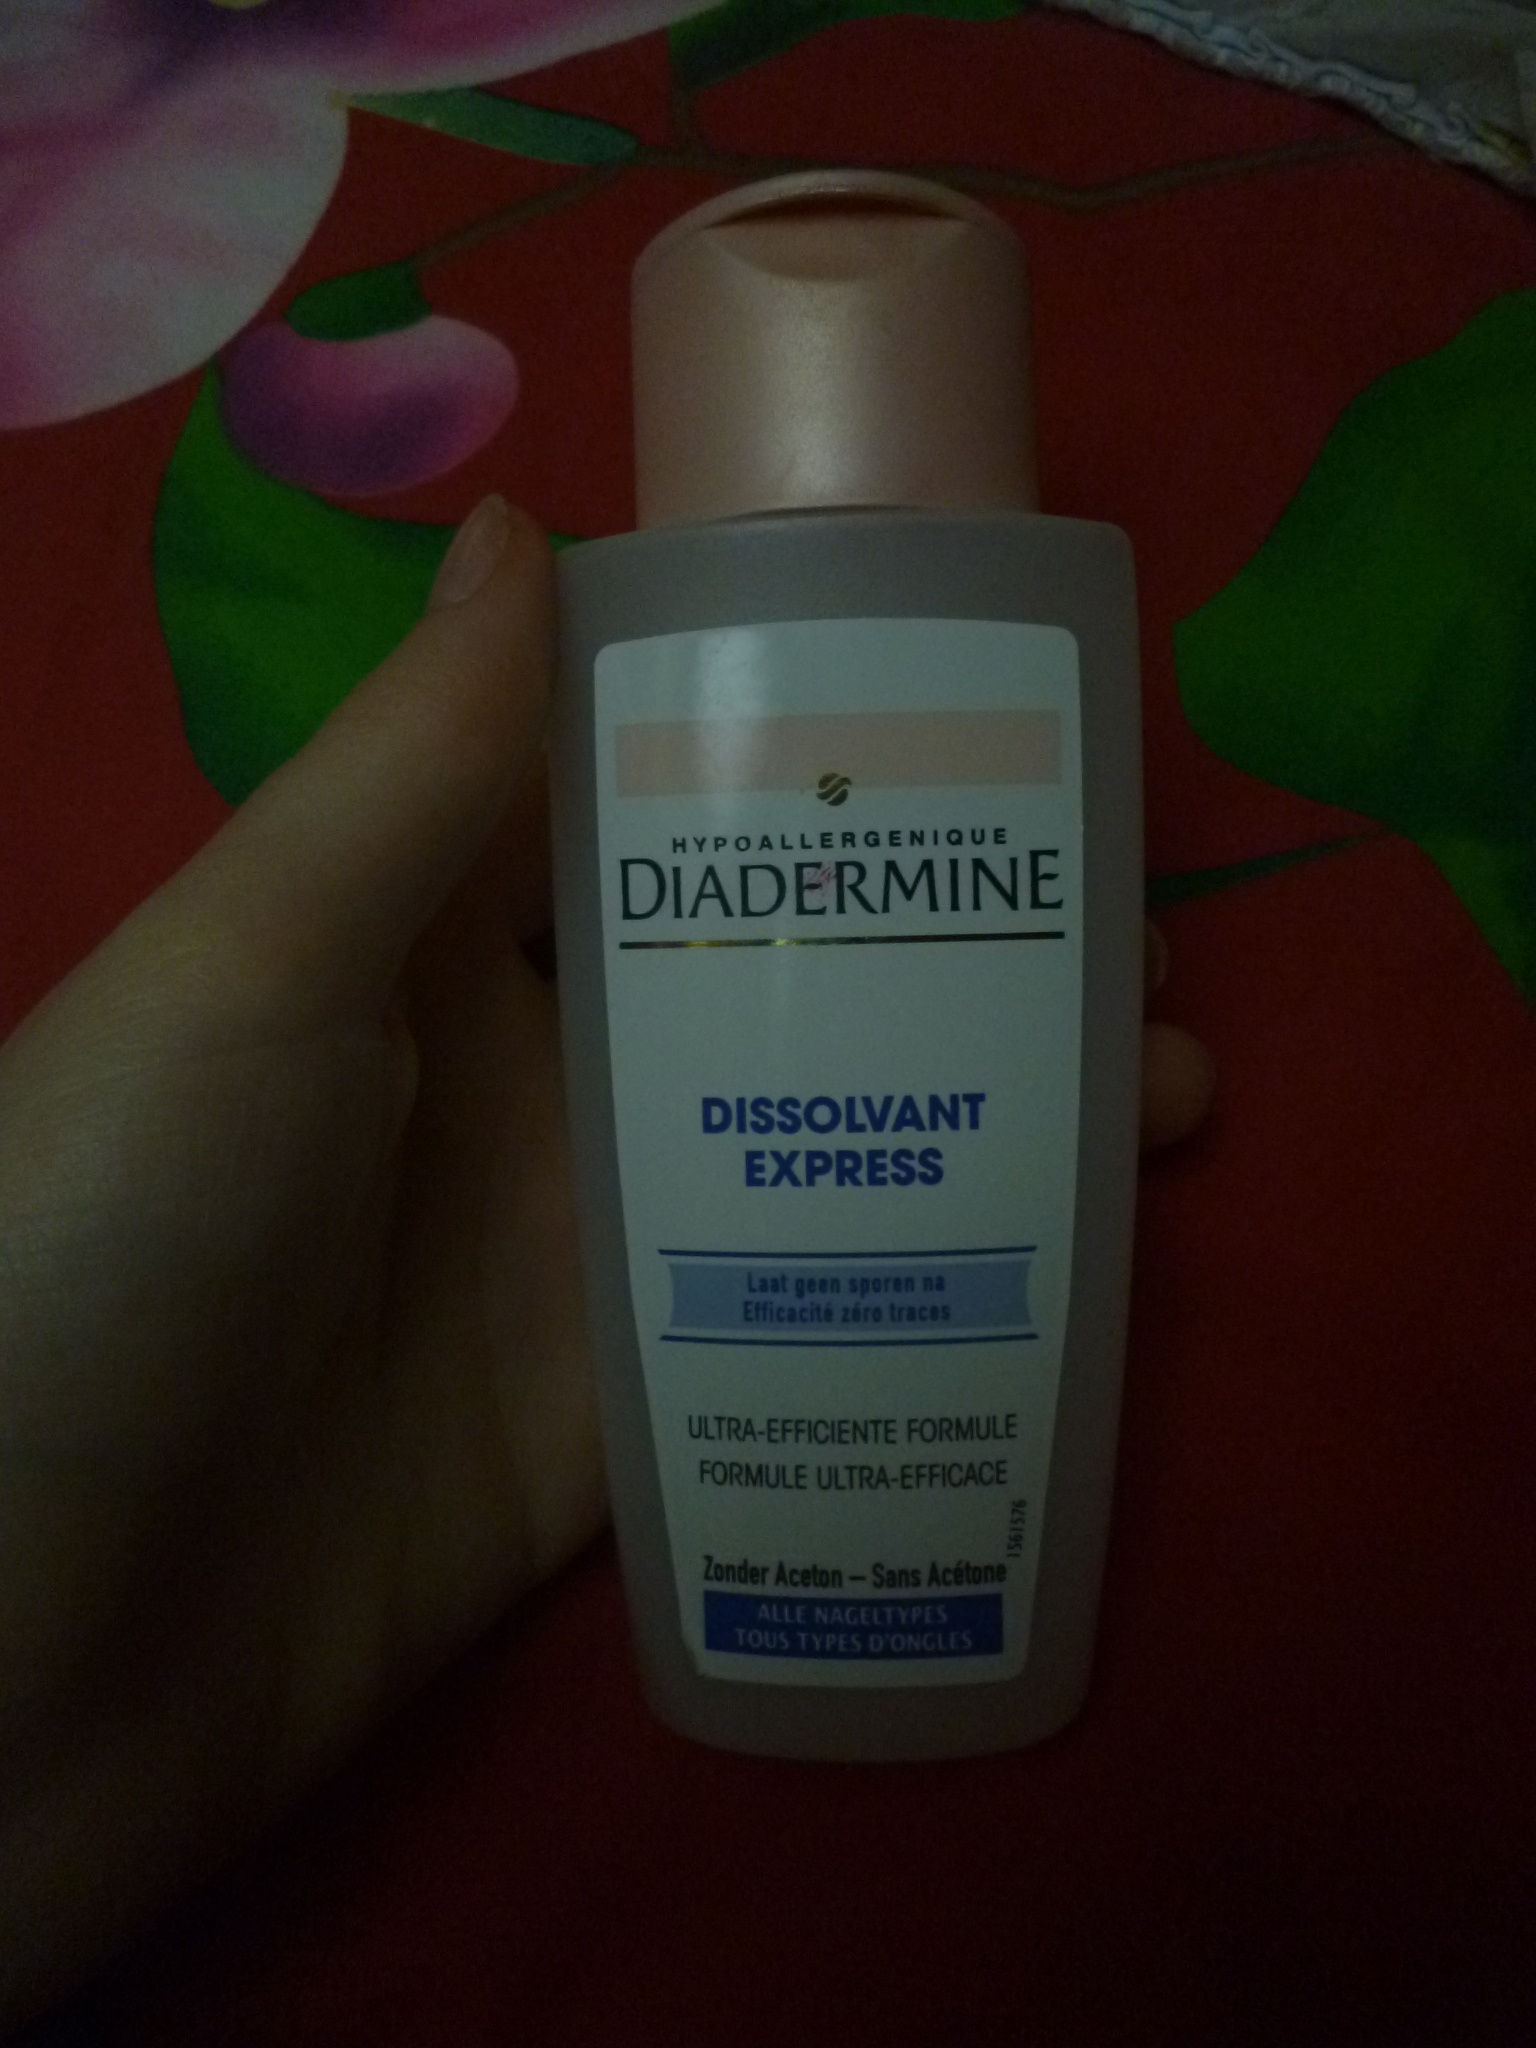 HYPOALLERGENIQUE
DIADERMINE
DISSOLVANT
EXPRESS
Laat geen sporen na
Efficacité zéro traces
ULTRA-EFFICIENTE FORMULE
FORMULE ULTRA-EFFICACE
1561576
Zonder Aceton – Sans Acétone
ALLE NAGELTYPES
TOUS TYPES D'ONGLES